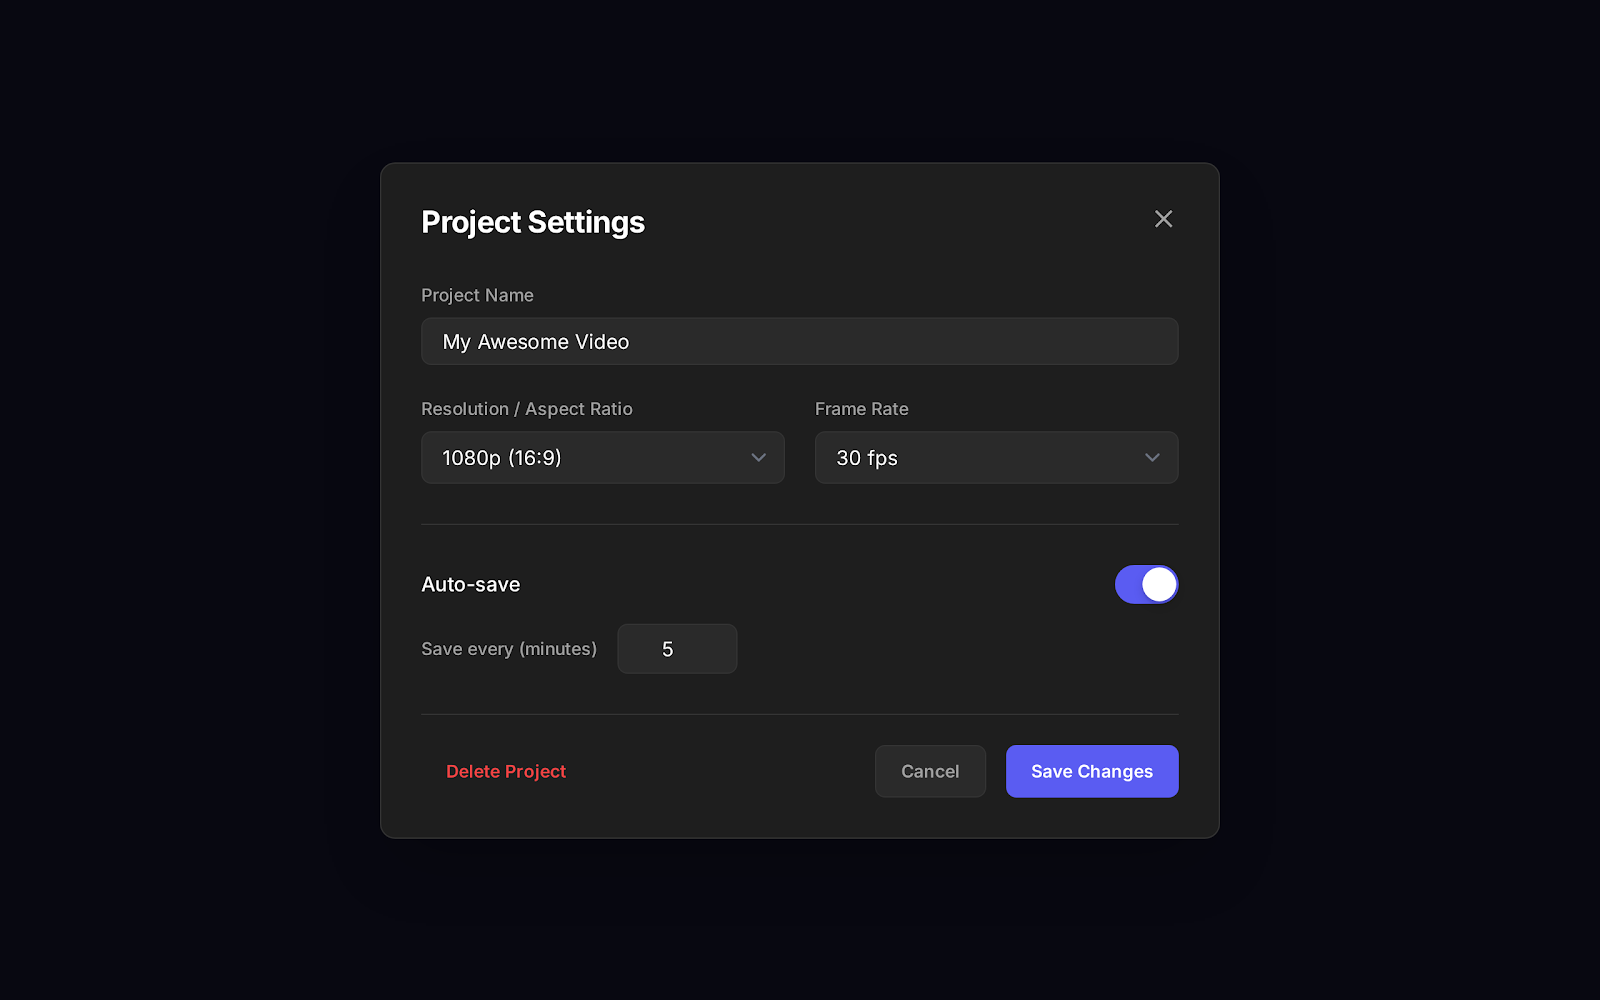 Project Settings
Project Name
My Awesome Video
Resolution / Aspect Ratio
Frame Rate
1080p (16:9)
30 fps
Auto-save
Save every (minutes)
5
Delete Project
Cancel
Save Changes